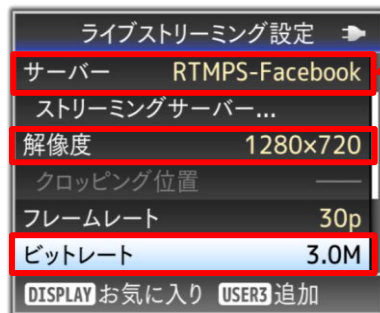 ライブストリーミング設定
サーバー RTMPS-Facebook
ストリーミングサーバー...
解像度 1280×720
クロッピング位置 ――
フレームレート 30p
ビットレート 3.0M
DISPLAY お気に入り USER3 追加